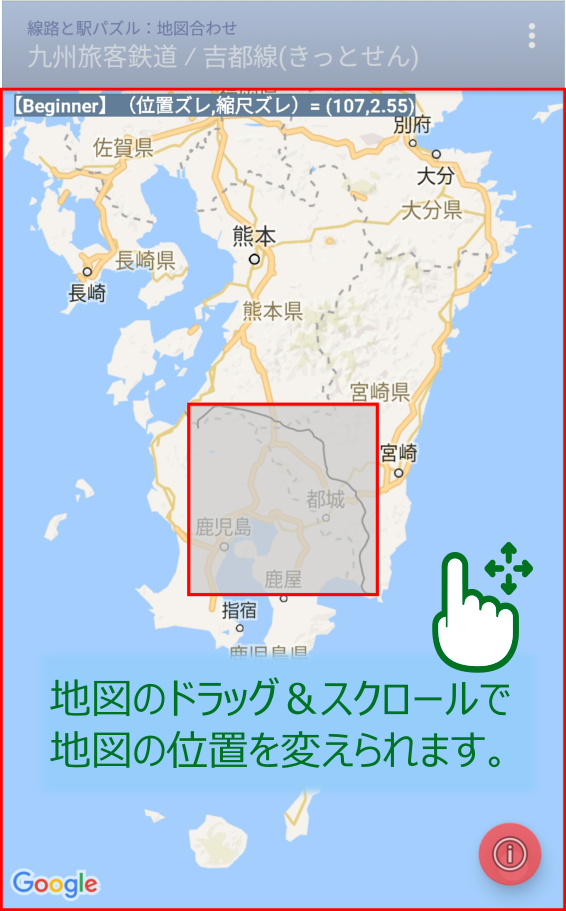 線路と駅パズル：地図合わせ
九州旅客鉄道 / 吉都線(きっとせん)
【Beginner】（位置ズレ,縮尺ズレ）= (107,2.55)
別府
佐賀県
大分
大分県
熊本
長崎県
長崎
熊本県
宮崎県
宮崎
都城
鹿児島
鹿屋
指宿
鹿児島県
地図のドラッグ＆スクロールで
地図の位置を変えられます。
Google